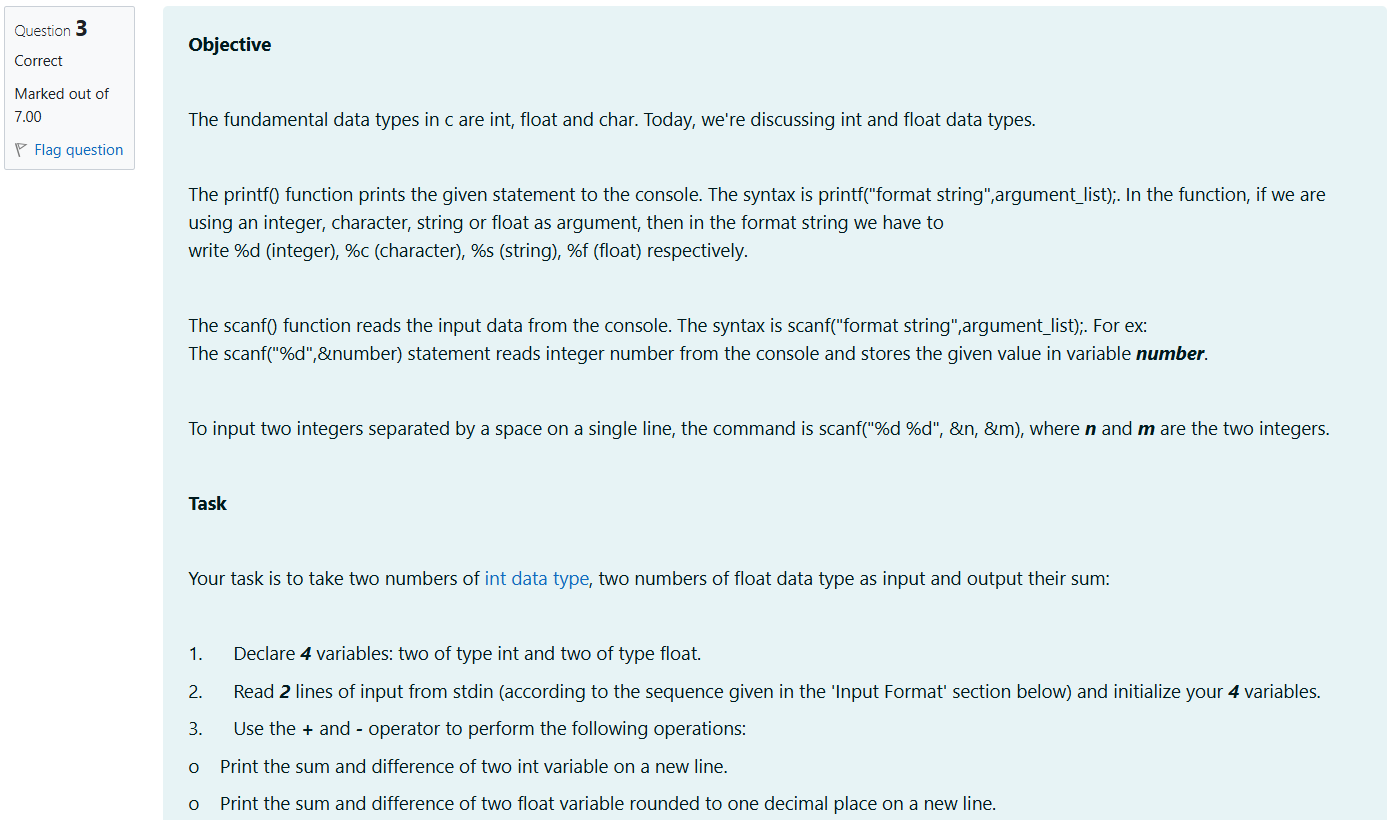 Question 3
Correct
Marked out of
7.00
Flag question
Objective
The fundamental data types in c are int, float and char. Today, we're discussing int and float data types.
The printf() function prints the given statement to the console. The syntax is printf("format string",argument_list);. In the function, if we are
using an integer, character, string or float as argument, then in the format string we have to
write %d (integer), %c (character), %s (string), %f (float) respectively.
The scanf() function reads the input data from the console. The syntax is scanf("format string",argument_list);. For ex:
The scanf("%d",&number) statement reads integer number from the console and stores the given value in variable number.
To input two integers separated by a space on a single line, the command is scanf("%d %d", &n, &m), where n and m are the two integers.
Task
Your task is to take two numbers of int data type, two numbers of float data type as input and output their sum:
1. Declare 4 variables: two of type int and two of type float.
2. Read 2 lines of input from stdin (according to the sequence given in the 'Input Format' section below) and initialize your 4 variables.
3. Use the + and - operator to perform the following operations:
o Print the sum and difference of two int variable on a new line.
o Print the sum and difference of two float variable rounded to one decimal place on a new line.